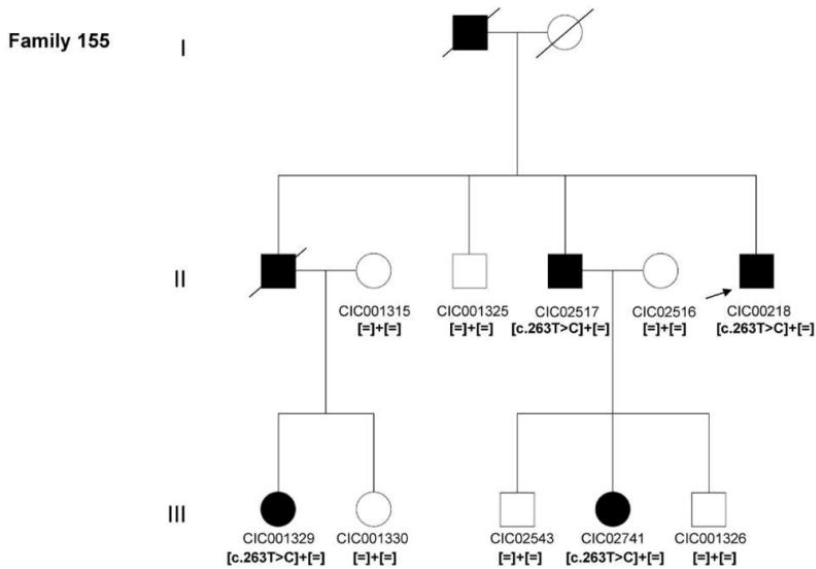 Family 155
I
II
CIC001315 CIC001325 CIC02517 CIC02516 CIC00218
[=]+[=] [=]+[=] [c.263T>C]+[=] [=]+[=] [c.263T>C]+[=]
III
CIC001329 CIC001330 CIC02543 CIC02741 CIC001326
[c.263T>C]+[=] [=]+[=] [=]+[=] [c.263T>C]+[=] [=]+[=]